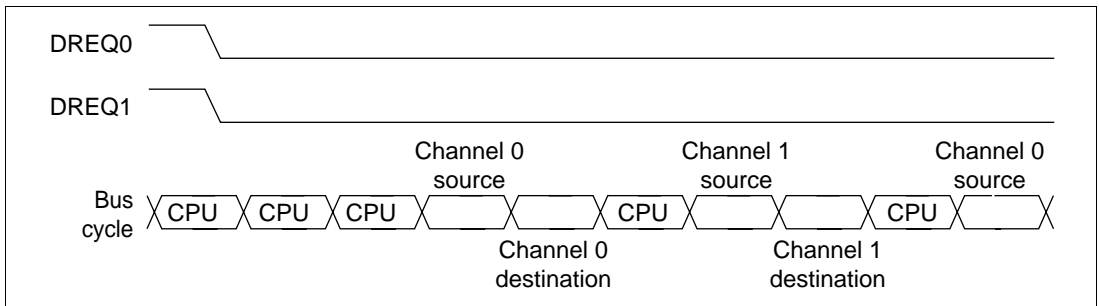 DREQ0
DREQ1
Channel 0
source
Channel 1
source
Channel 0
source
Bus
cycle
CPU CPU CPU CPU CPU
Channel 0
destination
Channel 1
destination